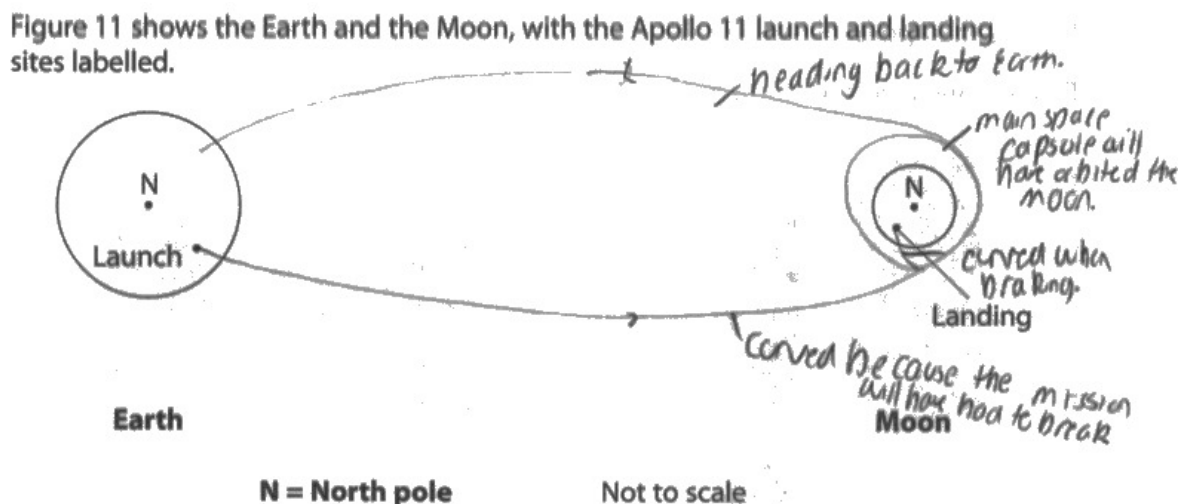 Figure 11 shows the Earth and the Moon, with the Apollo 11 launch and landing
sites labelled.
heading back to Earth.
main space
capsule will
have orbited the
moon.
N
N
Launch
curved when
braking.
Landing
curved because the mission
will have had to break
Earth
Moon
N = North pole
Not to scale